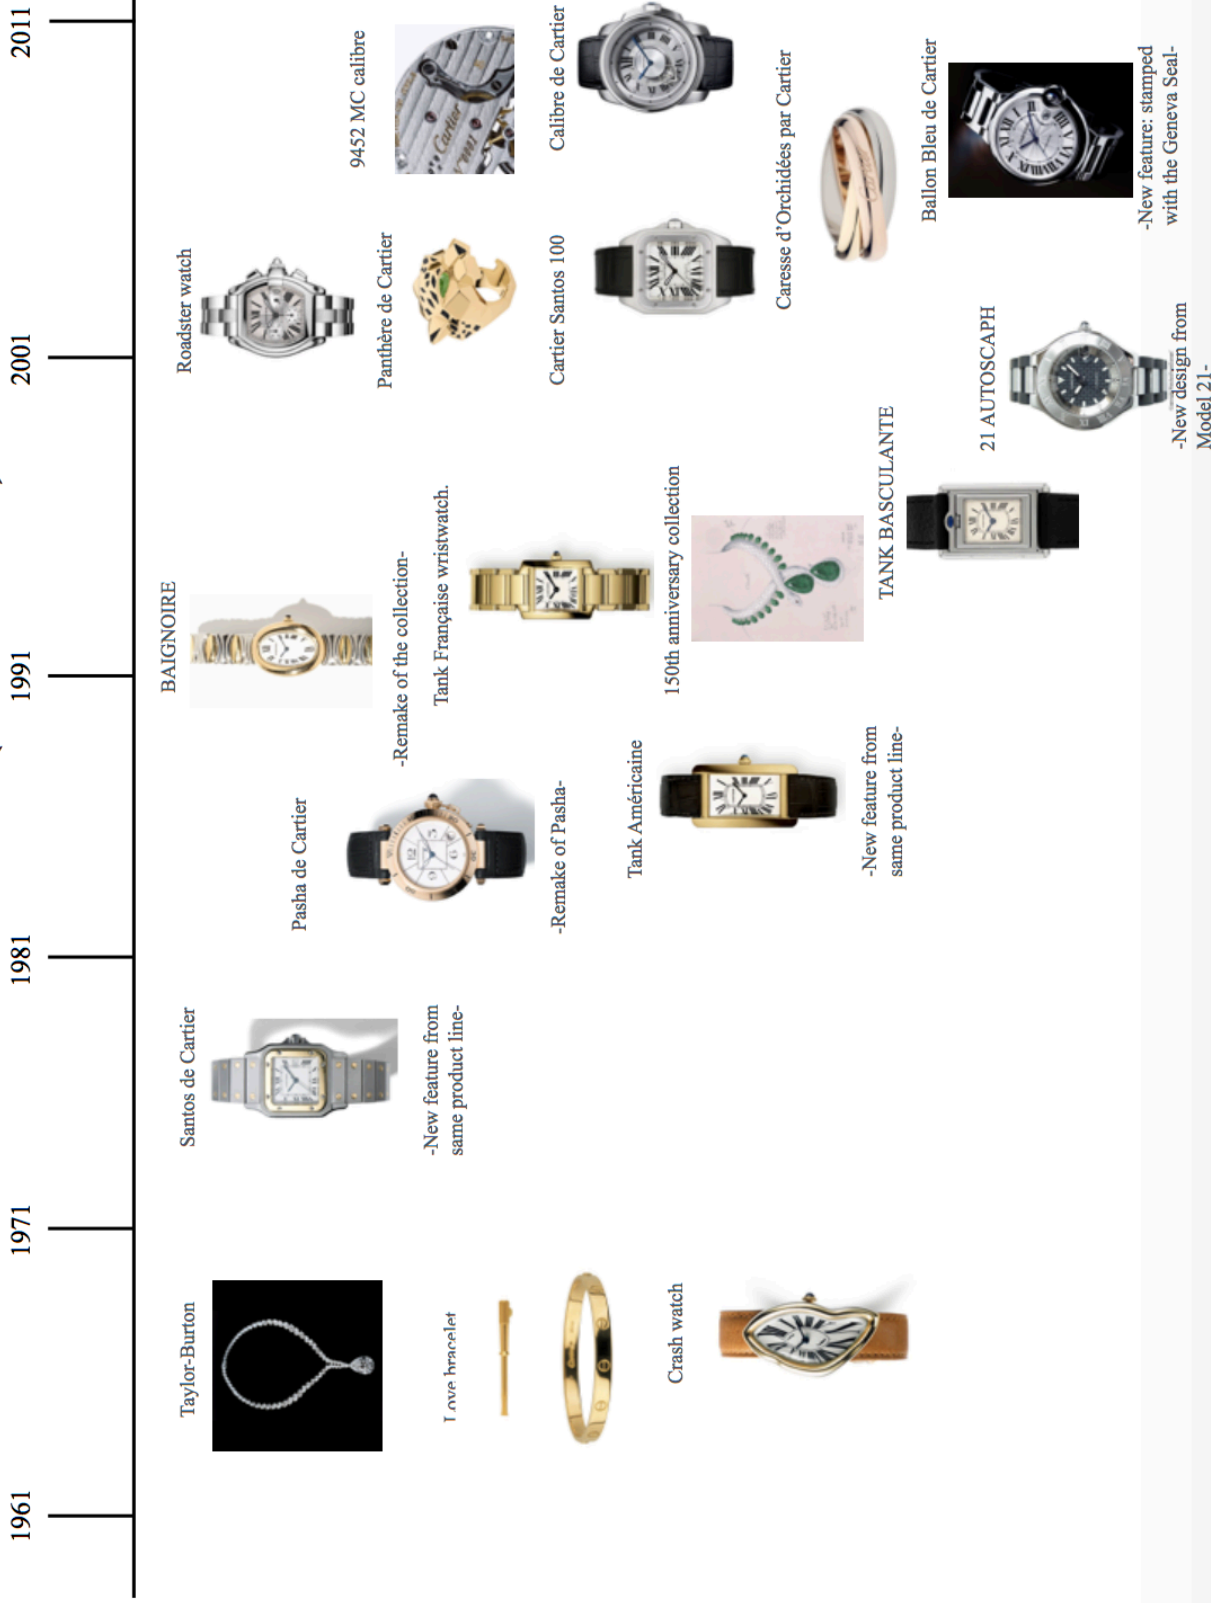 1961
1971
1981
1991
2001
2011
Taylor-Burton
Love bracelet
Crash watch
Santos de Cartier
-New feature from
same product line-
Pasha de Cartier
-Remake of Pasha-
Tank Américaine
-New feature from
same product line-
BAIGNOIRE
-Remake of the collection-
Tank Française wristwatch.
150th anniversary collection
TANK BASCULANTE
Roadster watch
Panthère de Cartier
Cartier Santos 100
21 AUTOSCAPH
-New design from
Model 21-
9452 MC calibre
Cartier
Calibre de Cartier
Caresse d'Orchidées par Cartier
Ballon Bleu de Cartier
-New feature: stamped
with the Geneva Seal-